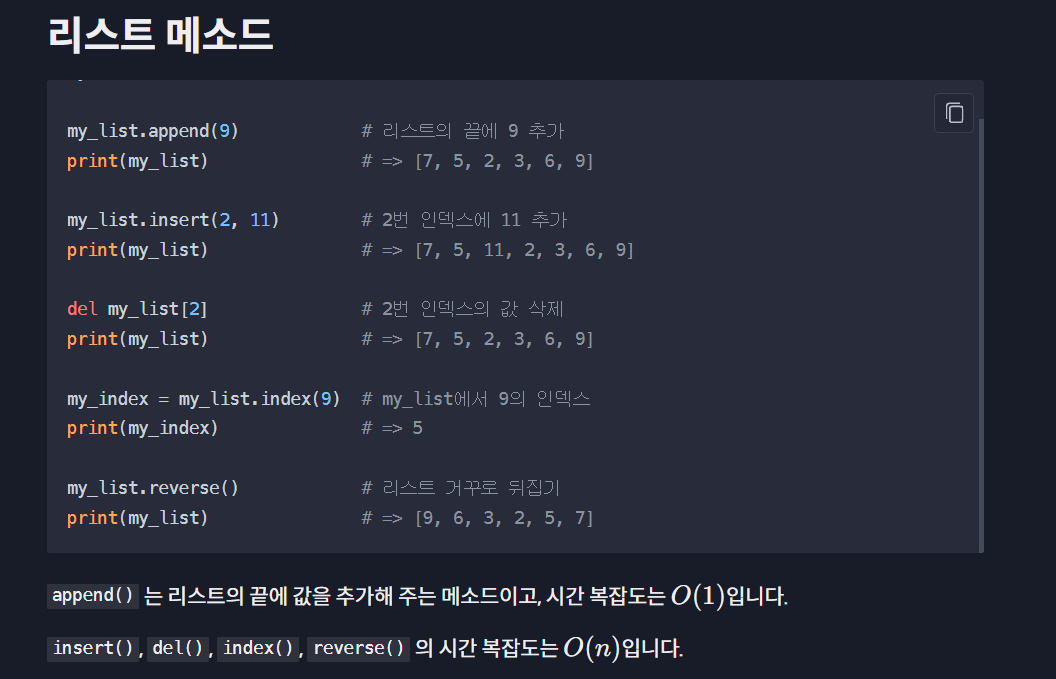 리스트 메소드
my_list.append(9) # 리스트의 끝에 9 추가
print(my_list) # => [7, 5, 2, 3, 6, 9]
my_list.insert(2, 11) # 2번 인덱스에 11 추가
print(my_list) # => [7, 5, 11, 2, 3, 6, 9]
del my_list[2] # 2번 인덱스의 값 삭제
print(my_list) # => [7, 5, 2, 3, 6, 9]
my_index = my_list.index(9) # my_list에서 9의 인덱스
print(my_index) # => 5
my_list.reverse() # 리스트 거꾸로 뒤집기
print(my_list) # => [9, 6, 3, 2, 5, 7]
append() 는 리스트의 끝에 값을 추가해 주는 메소드이고, 시간 복잡도는 O(1)입니다.
insert(), del(), index(), reverse() 의 시간 복잡도는 O(n)입니다.